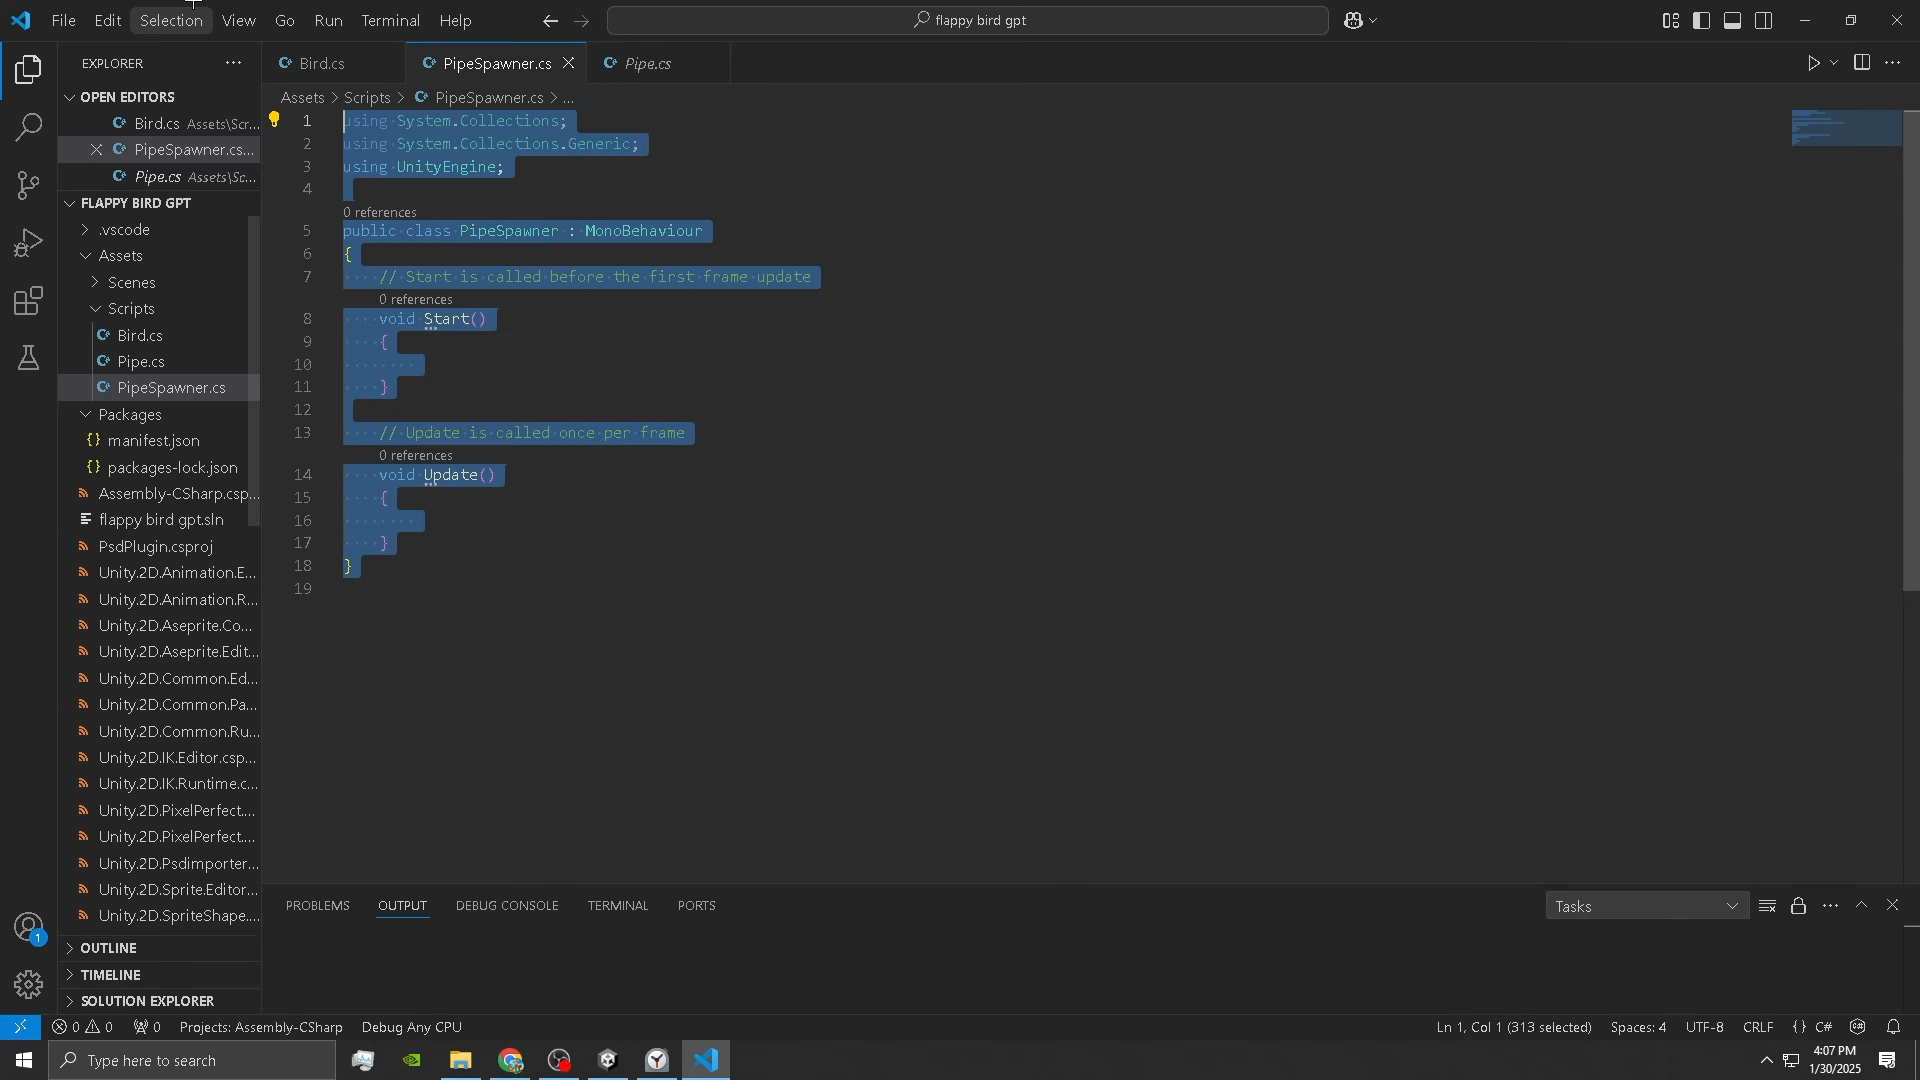 File Edit Selection View Go Run Terminal Help
flappy bird gpt
EXPLORER
Bird.cs
PipeSpawner.cs
Pipe.cs
OPEN EDITORS
Assets > Scripts > PipeSpawner.cs > ...
Bird.cs Assets\Scr...
PipeSpawner.cs...
Pipe.cs Assets\Sc...
FLAPPY BIRD GPT
.vscode
Assets
Scenes
Scripts
Bird.cs
Pipe.cs
PipeSpawner.cs
Packages
manifest.json
packages-lock.json
Assembly-CSharp.csp...
flappy bird gpt.sln
PsdPlugin.csproj
Unity.2D.Animation.E...
Unity.2D.Animation.R...
Unity.2D.Aseprite.Co...
Unity.2D.Aseprite.Edit...
Unity.2D.Common.Ed...
Unity.2D.Common.Pa...
Unity.2D.Common.Ru...
Unity.2D.IK.Editor.csp...
Unity.2D.IK.Runtime.c...
Unity.2D.PixelPerfect....
Unity.2D.PixelPerfect....
Unity.2D.Psdimporter...
Unity.2D.Sprite.Editor...
Unity.2D.SpriteShape....
OUTLINE
TIMELINE
SOLUTION EXPLORER
1 using System.Collections;
2 using System.Collections.Generic;
3 using UnityEngine;
4
0 references
5 public class PipeSpawner : MonoBehaviour
6 {
7 // Start is called before the first frame update
0 references
8 void Start()
9 {
10
11 }
12
13 // Update is called once per frame
0 references
14 void Update()
15 {
16
17 }
18 }
19
PROBLEMS OUTPUT DEBUG CONSOLE TERMINAL PORTS
Tasks
1
0 0 0 Projects: Assembly-CSharp Debug Any CPU
Ln 1, Col 1 (313 selected) Spaces: 4 UTF-8 CRLF {} C#
Type here to search
4:07 PM
1/30/2025